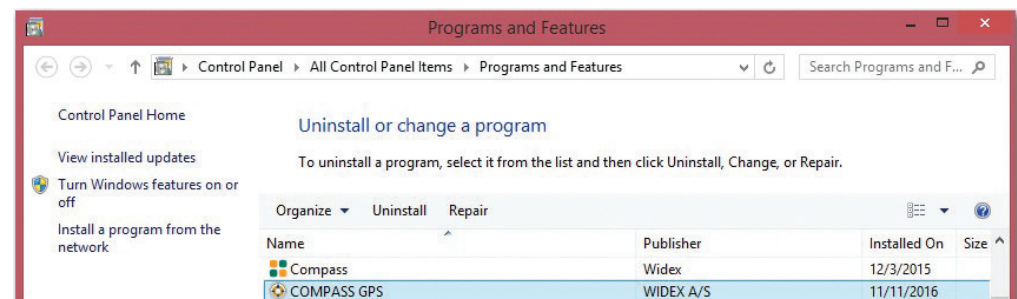 Programs and Features
Control Panel All Control Panel Items Programs and Features Search Programs and F...
Control Panel Home
View installed updates
Turn Windows features on or
off
Install a program from the
network
Uninstall or change a program
To uninstall a program, select it from the list and then click Uninstall, Change, or Repair.
Organize Uninstall Repair
Name Publisher Installed On Size
Compass Widex 12/3/2015
COMPASS GPS WIDEX A/S 11/11/2016